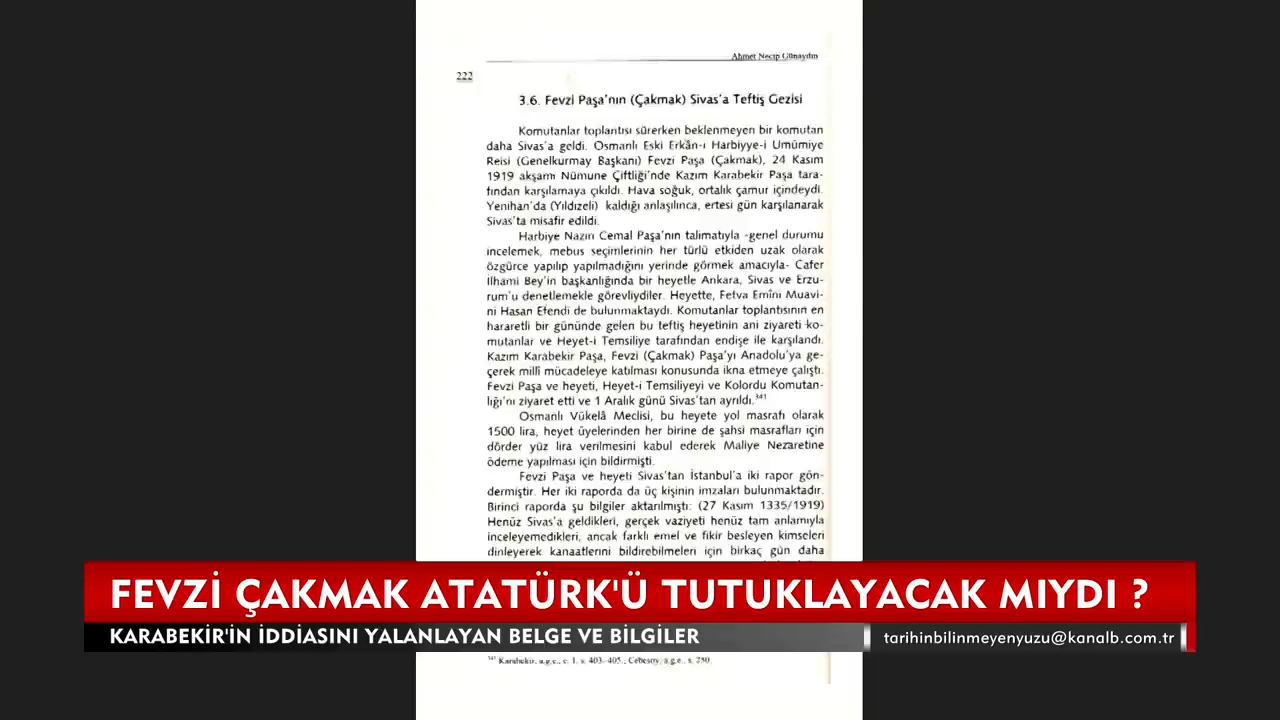 Ahmet Necip Günaydın
222
3.6. Fevzi Paşa'nın (Çakmak) Sivas'a Teftiş Gezisi
Komutanlar toplantısı sürerken beklenmeyen bir komutan
daha Sivas'a geldi. Osmanlı Eski Erkân-ı Harbiyye-i Umûmiye
Reisi (Genelkurmay Başkanı) Fevzi Paşa (Çakmak), 24 Kasım
1919 akşamı Nümune Çiftliği'nde Kazım Karabekir Paşa tara-
fından karşılamaya çıkıldı. Hava soğuk, ortalık çamur içindeydi.
Yenihan'da (Yıldızeli) kaldığı anlaşılınca, ertesi gün karşılanarak
Sivas'ta misafir edildi.
Harbiye Nazırı Cemal Paşa'nın talimatıyla -genel durumu
incelemek, mebus seçimlerinin her türlü etkiden uzak olarak
özgürce yapılıp yapılmadığını yerinde görmek amacıyla- Cafer
İlhami Bey'in başkanlığında bir heyetle Ankara, Sivas ve Erzu-
rum'u denetlemekle görevliydiler. Heyette, Fetva Emîni Muavi-
ni Hasan Efendi de bulunmaktaydı. Komutanlar toplantısının en
hararetli bir gününde gelen bu teftiş heyetinin ani ziyareti ko-
mutanlar ve Heyet-i Temsiliye tarafından endişe ile karşılandı.
Kazım Karabekir Paşa, Fevzi (Çakmak) Paşa'yı Anadolu'ya ge-
çerek millî mücadeleye katılması konusunda ikna etmeye çalıştı.
Fevzi Paşa ve heyeti, Heyet-i Temsiliyeyi ve Kolordu Komutan-
lığı'nı ziyaret etti ve 1 Aralık günü Sivas'tan ayrıldı.341
Osmanlı Vükelâ Meclisi, bu heyete yol masrafı olarak
1500 lira, heyet üyelerinden her birine de şahsi masrafları için
dörder yüz lira verilmesini kabul ederek Maliye Nezaretine
ödeme yapılması için bildirmişti.
Fevzi Paşa ve heyeti Sivas'tan İstanbul'a iki rapor gön-
dermiştir. Her iki raporda da üç kişinin imzaları bulunmaktadır.
Birinci raporda şu bilgiler aktarılmıştı: (27 Kasım 1335/1919)
Henüz Sivas'a geldikleri, gerçek vaziyeti henüz tam anlamıyla
inceleyemedikleri, ancak farklı emel ve fikir besleyen kimseleri
dinleyerek kanaatlerini bildirebilmeleri için birkaç gün daha
FEVZİ ÇAKMAK ATATÜRK'Ü TUTUKLAYACAK MIYDI ?
KARABEKİR'İN İDDİASINI YALANLAYAN BELGE VE BİLGİLER
tarihinbilinmeyenyuzu@kanalb.com.tr
341 Karabekir, a.g.e., c. 1, s. 403-405.; Cebesoy, a.g.e., s. 750.